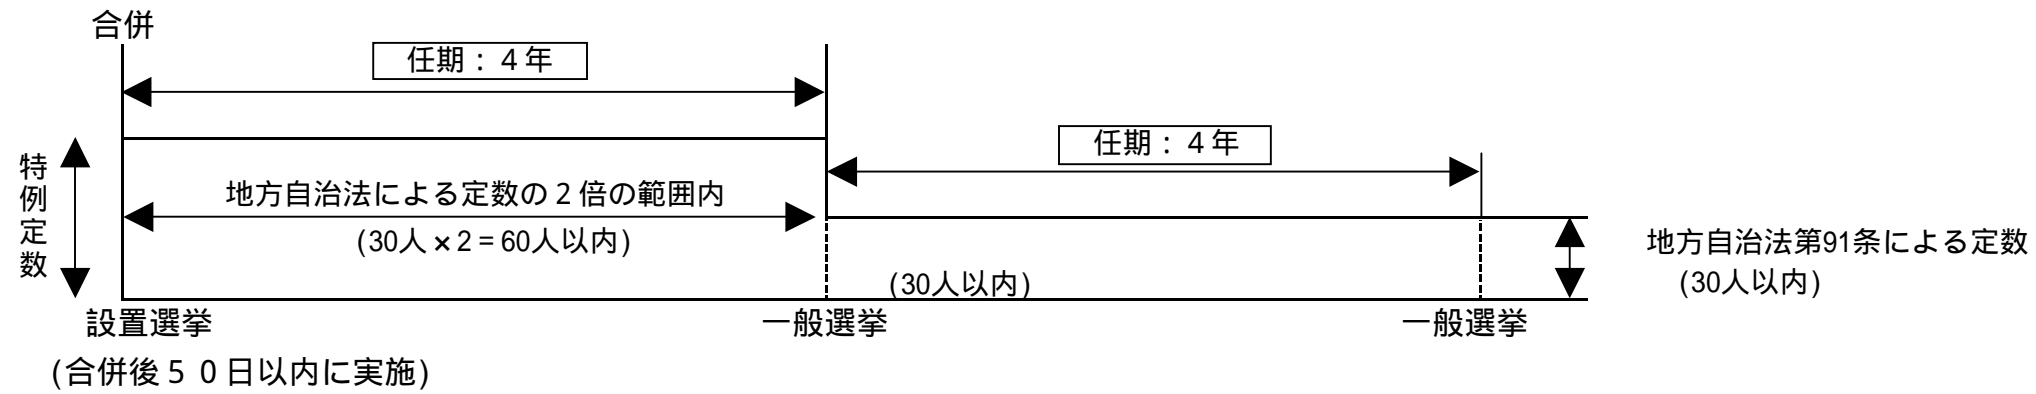 合併
任期：４年
任期：４年
特例定数
地方自治法による定数の２倍の範囲内
(30人×2＝60人以内)
地方自治法第91条による定数
(30人以内)
(30人以内)
設置選挙
一般選挙
一般選挙
(合併後５０日以内に実施)